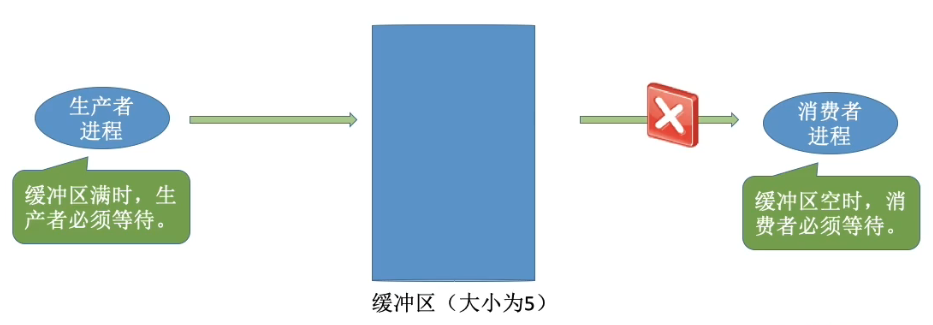 生产者
进程
缓冲区满时，生
产者必须等待。
消费者
进程
缓冲区空时，消
费者必须等待。
缓冲区（大小为5）